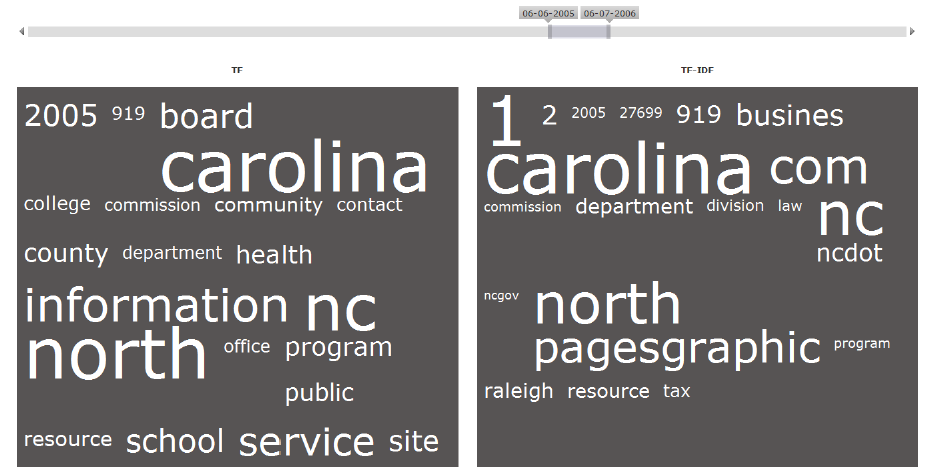 06-06-2005 06-07-2006
TF
2005 919 board
carolina
college commission community contact
county department health
information nc
north office program
public
resource school service site
TF-IDF
1 2 2005 27699 919 busines
carolina com
commission department division law nc
ncdot
ncgov north
pagesgraphic program
raleigh resource tax